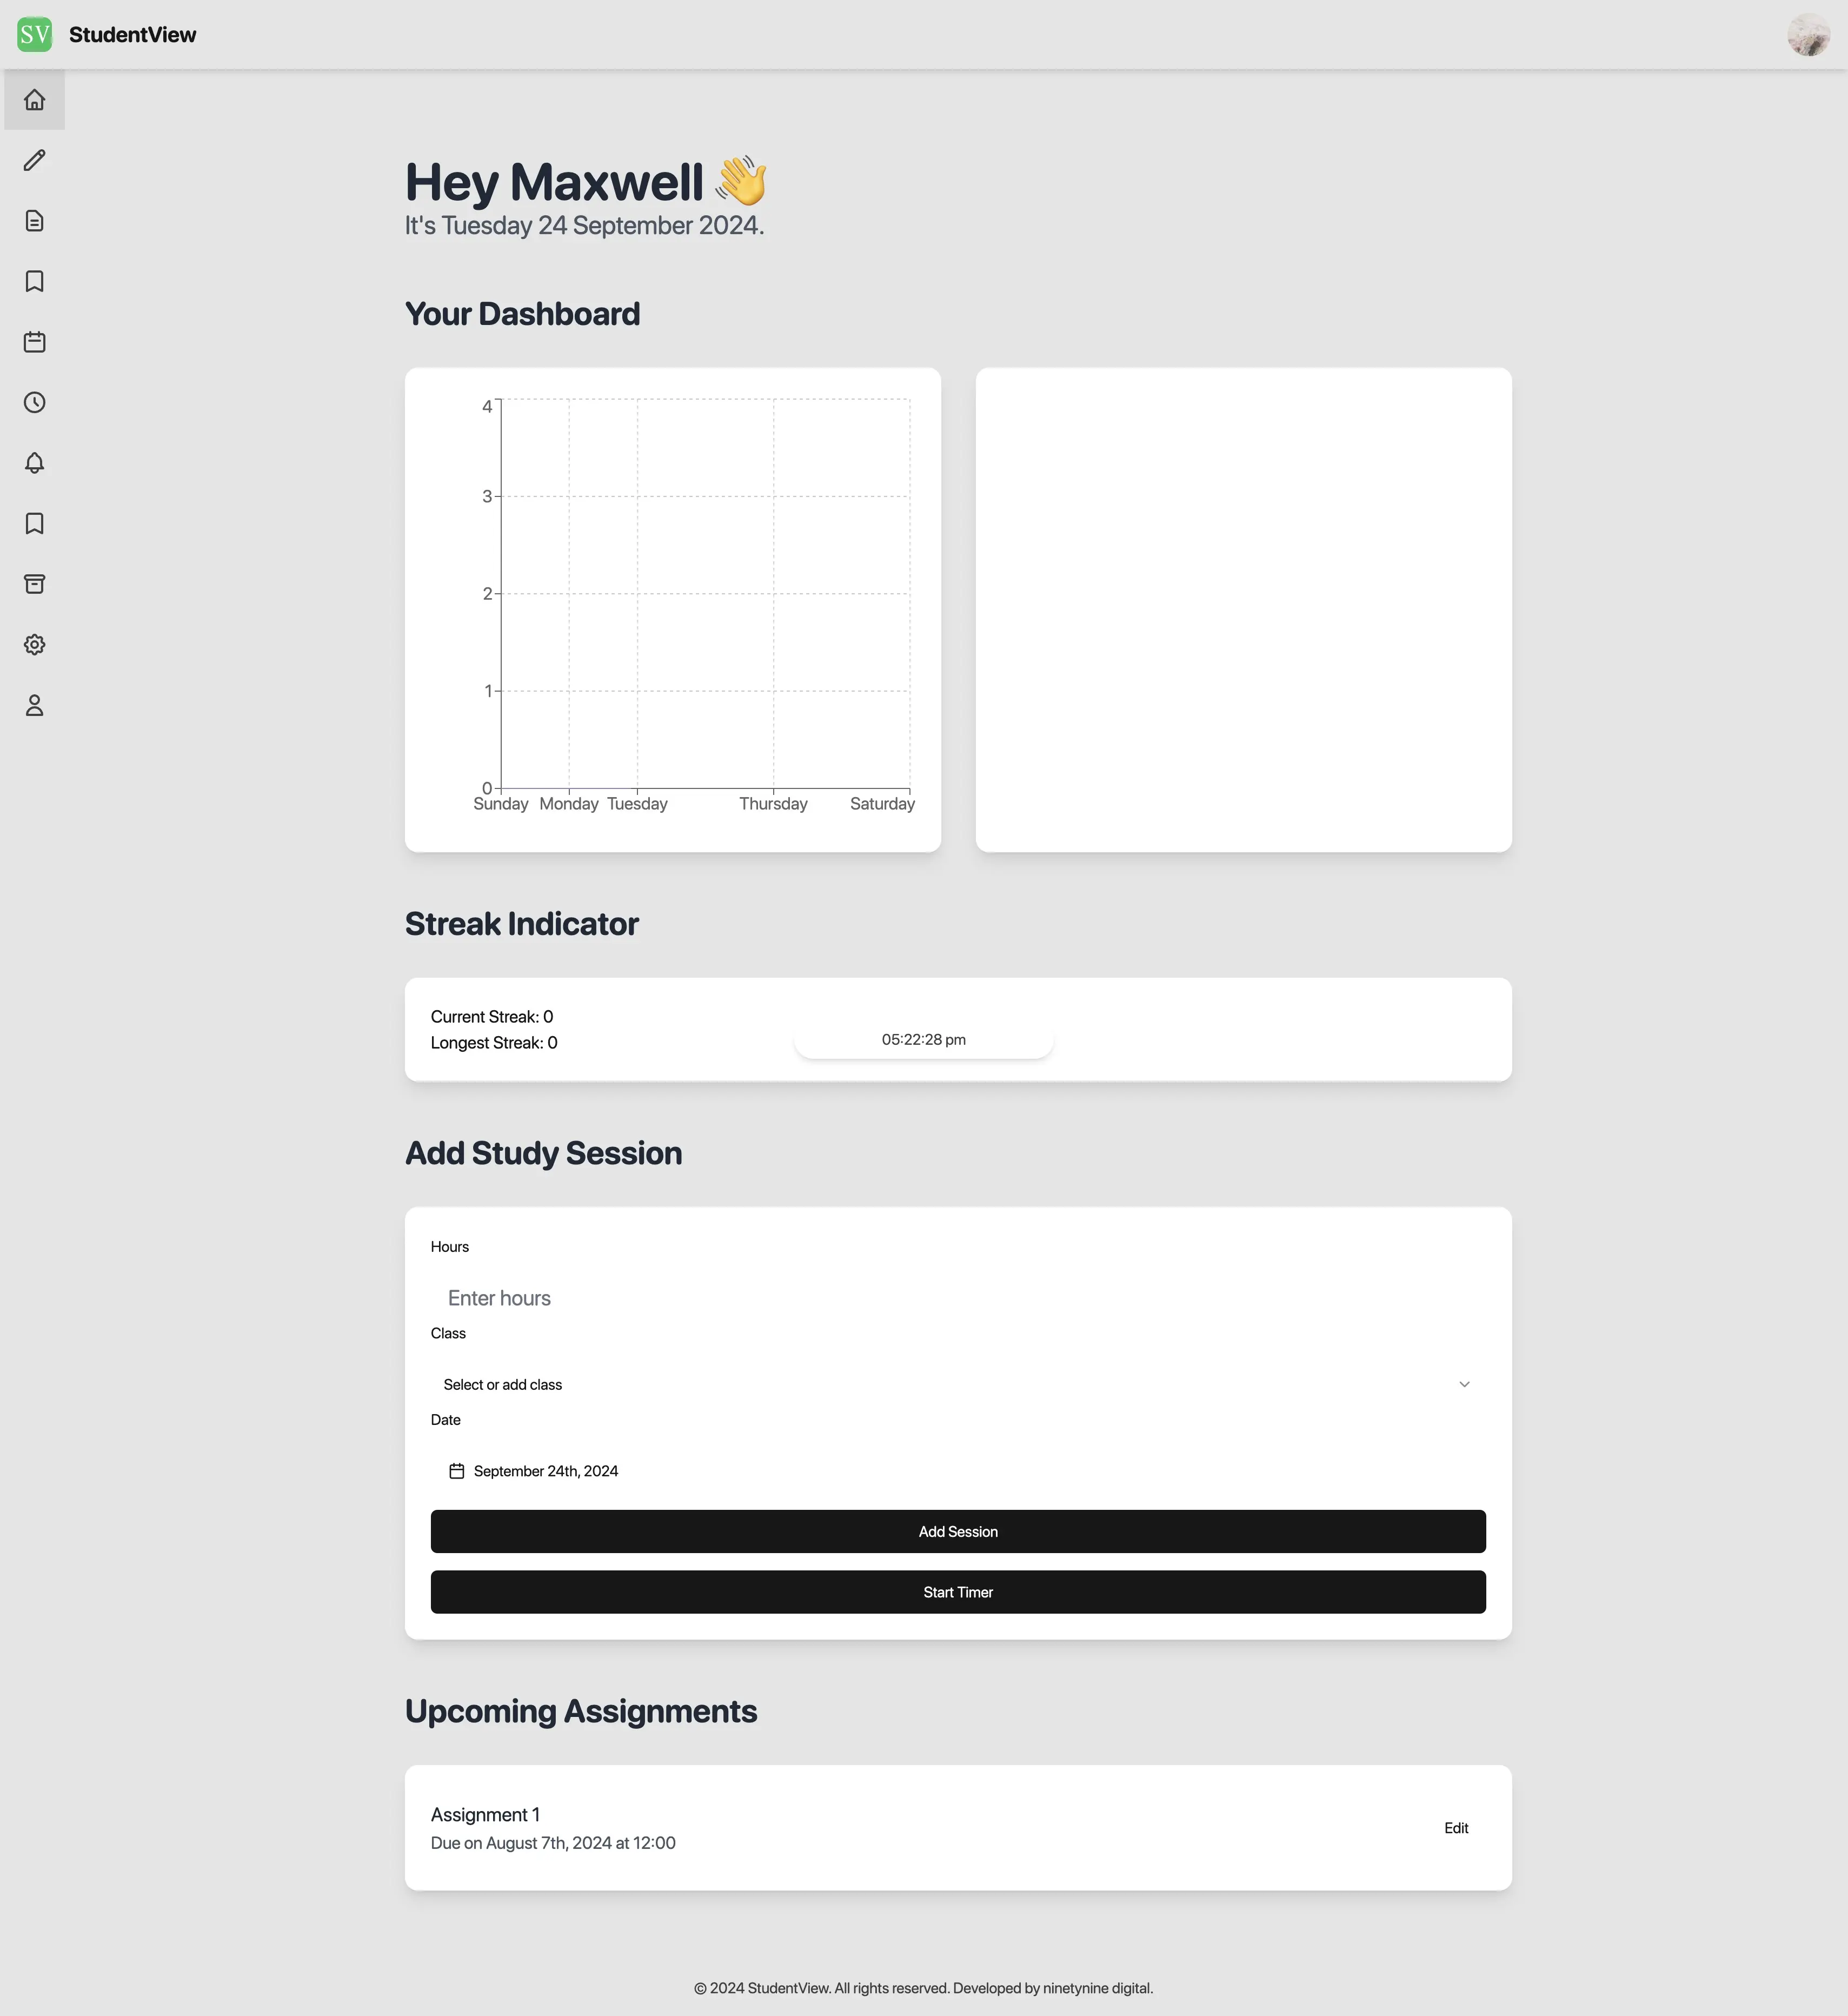 SV StudentView
Hey Maxwell 👋
It's Tuesday 24 September 2024.
Your Dashboard
4
3
2
1
0
Sunday Monday Tuesday Thursday Saturday
Streak Indicator
Current Streak: 0
Longest Streak: 0
05:22:28 pm
Add Study Session
Hours
Enter hours
Class
Select or add class
Date
September 24th, 2024
Add Session
Start Timer
Upcoming Assignments
Assignment 1
Due on August 7th, 2024 at 12:00
Edit
© 2024 StudentView. All rights reserved. Developed by ninetynine digital.